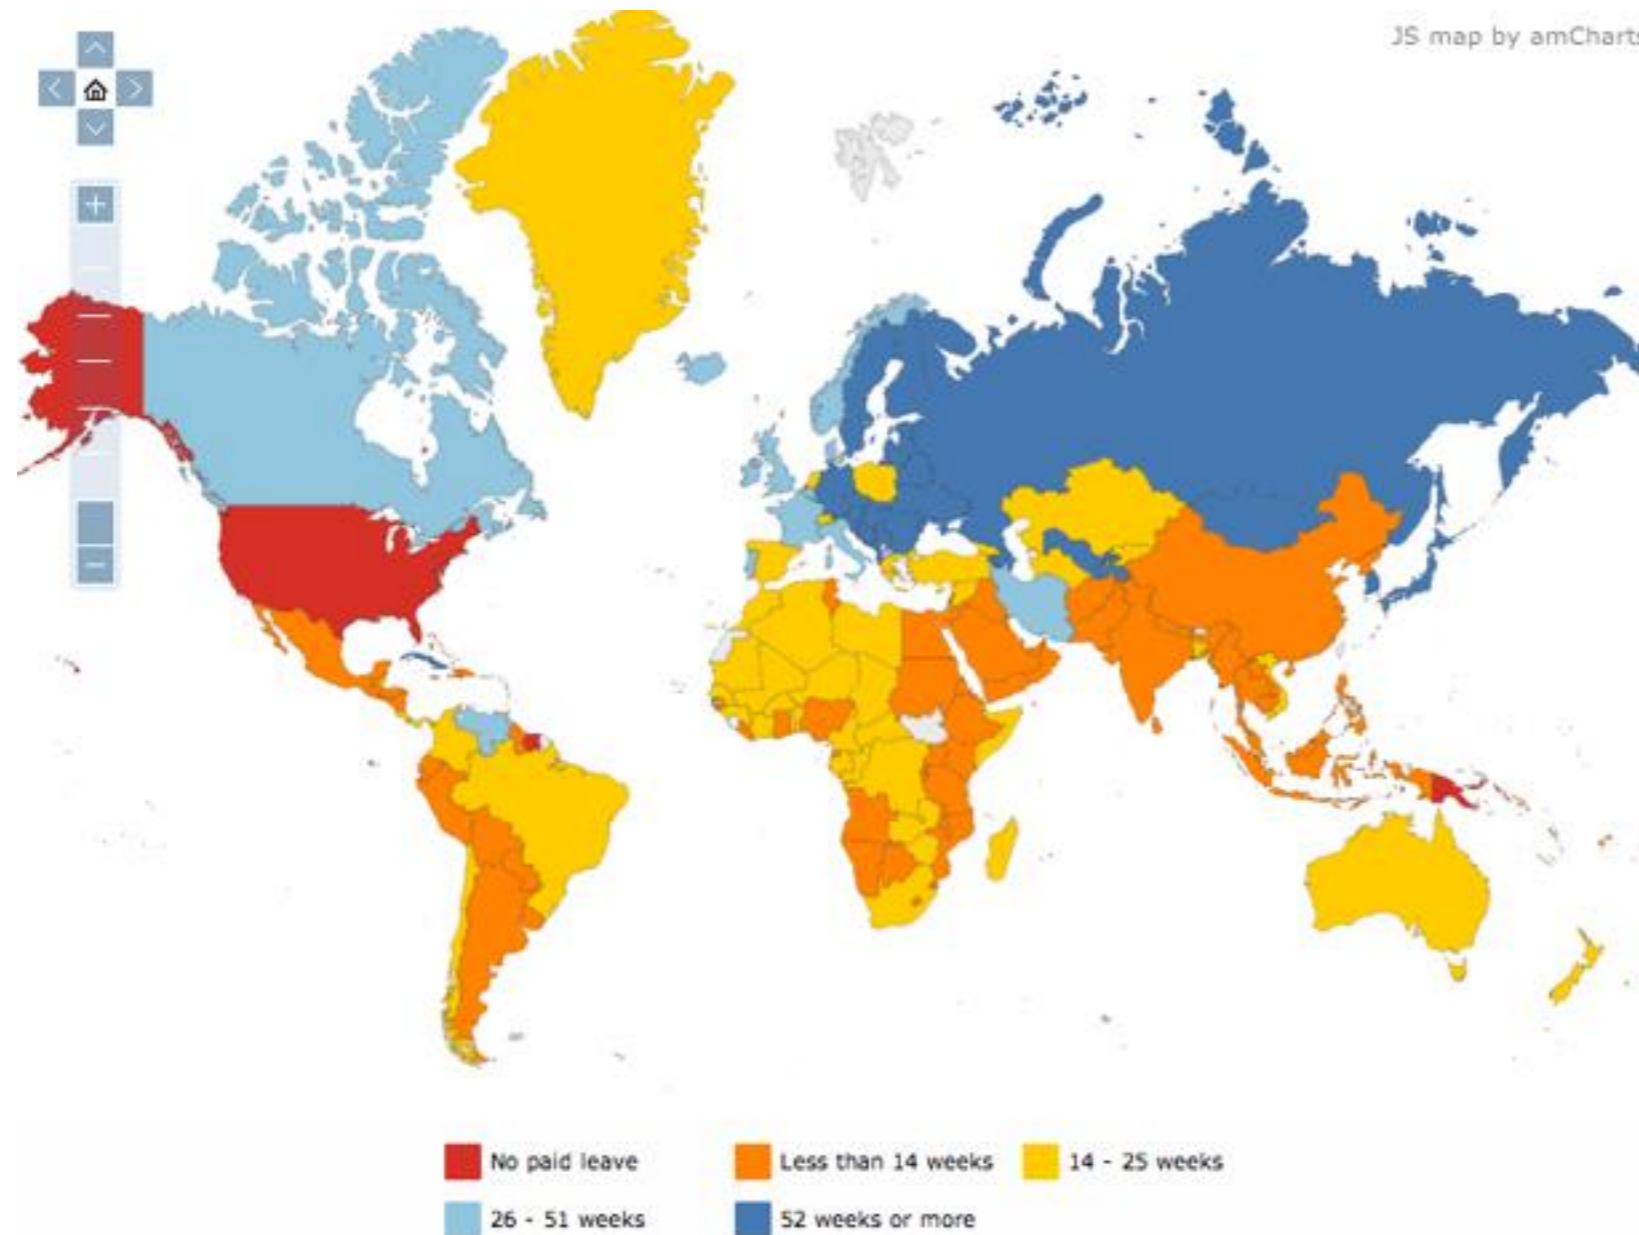 JS map by amCharts
No paid leave
Less than 14 weeks
14 - 25 weeks
26 - 51 weeks
52 weeks or more